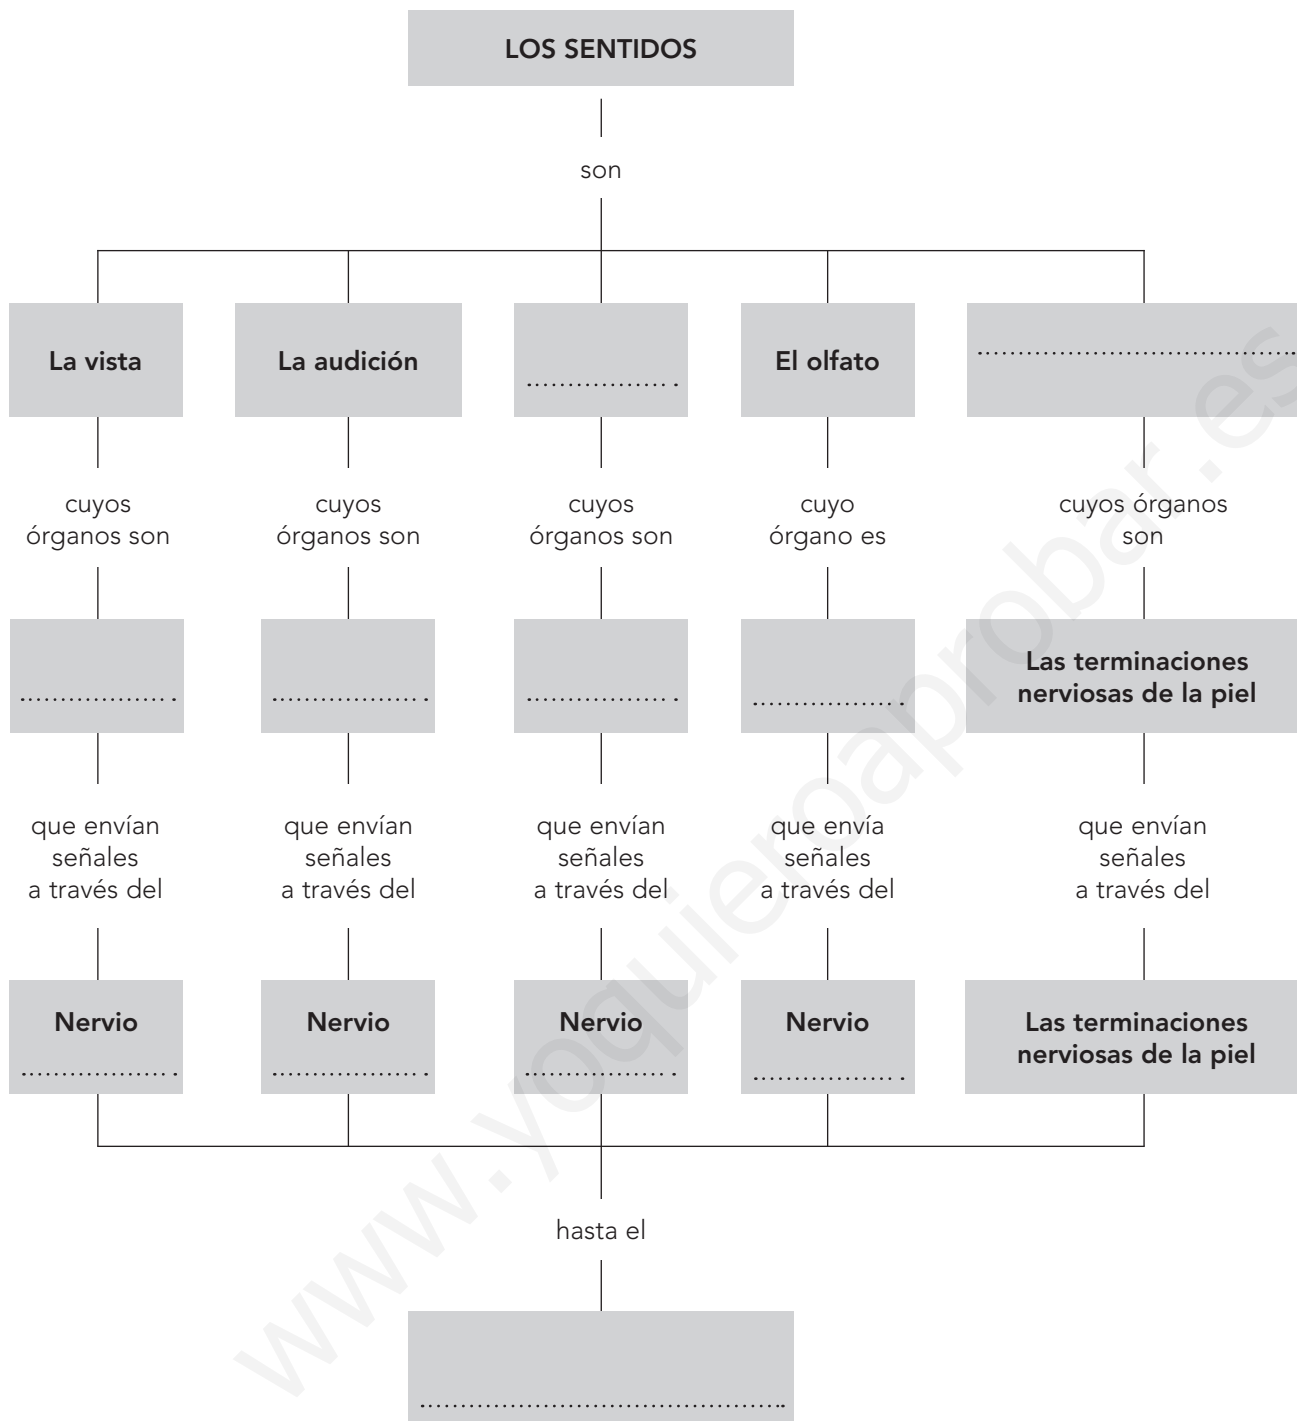 LOS SENTIDOS
son
La vista
La audición
................. .
El olfato
.......................................
cuyos
órganos son
cuyos
órganos son
cuyos
órganos son
cuyo
órgano es
cuyos órganos
son
................. .
................. .
................. .
................. .
Las terminaciones
nerviosas de la piel
que envían
señales
a través del
que envían
señales
a través del
que envían
señales
a través del
que envía
señales
a través del
que envían
señales
a través del
Nervio
................. .
Nervio
................. .
Nervio
................. .
Nervio
................. .
Las terminaciones
nerviosas de la piel
hasta el
.............................................
www.yoquieroaprobar.es